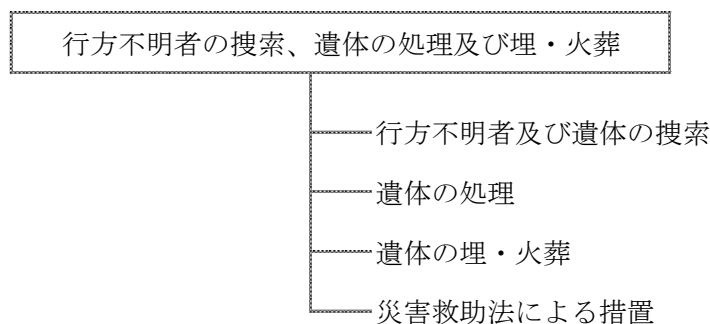 行方不明者の捜索、遺体の処理及び埋・火葬
行方不明者及び遺体の捜索
遺体の処理
遺体の埋・火葬
災害救助法による措置